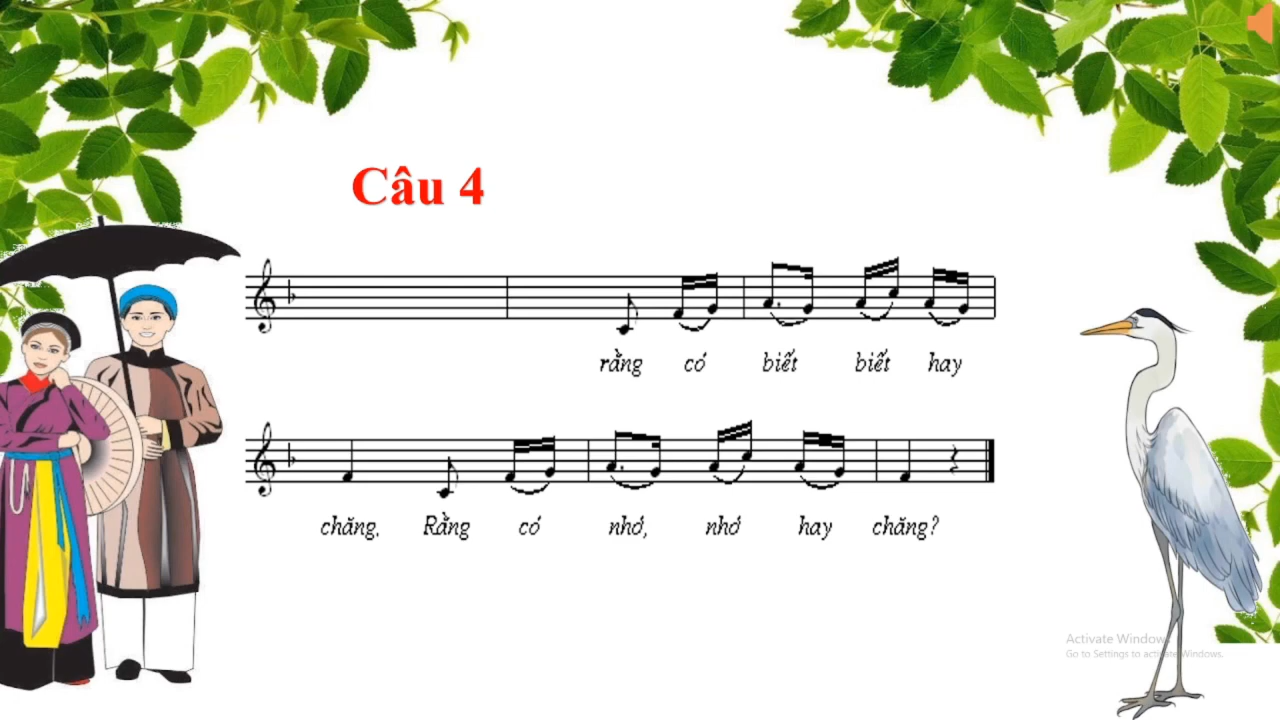 Câu 4
rằng có biết biết hay
chăng. Rằng có nhớ, nhớ hay chăng?
Activate Windows
Go to Settings to activate Windows.